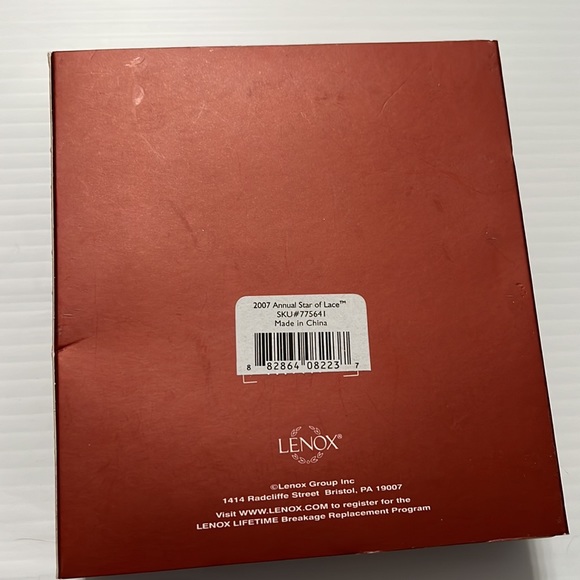 2007 Annual Star of Lace™
SKU#775641
Made in China
8 82864 08223 7
LENOX®
©Lenox Group Inc
1414 Radcliffe Street Bristol, PA 19007
Visit WWW.LENOX.COM to register for the
LENOX LIFETIME Breakage Replacement Program